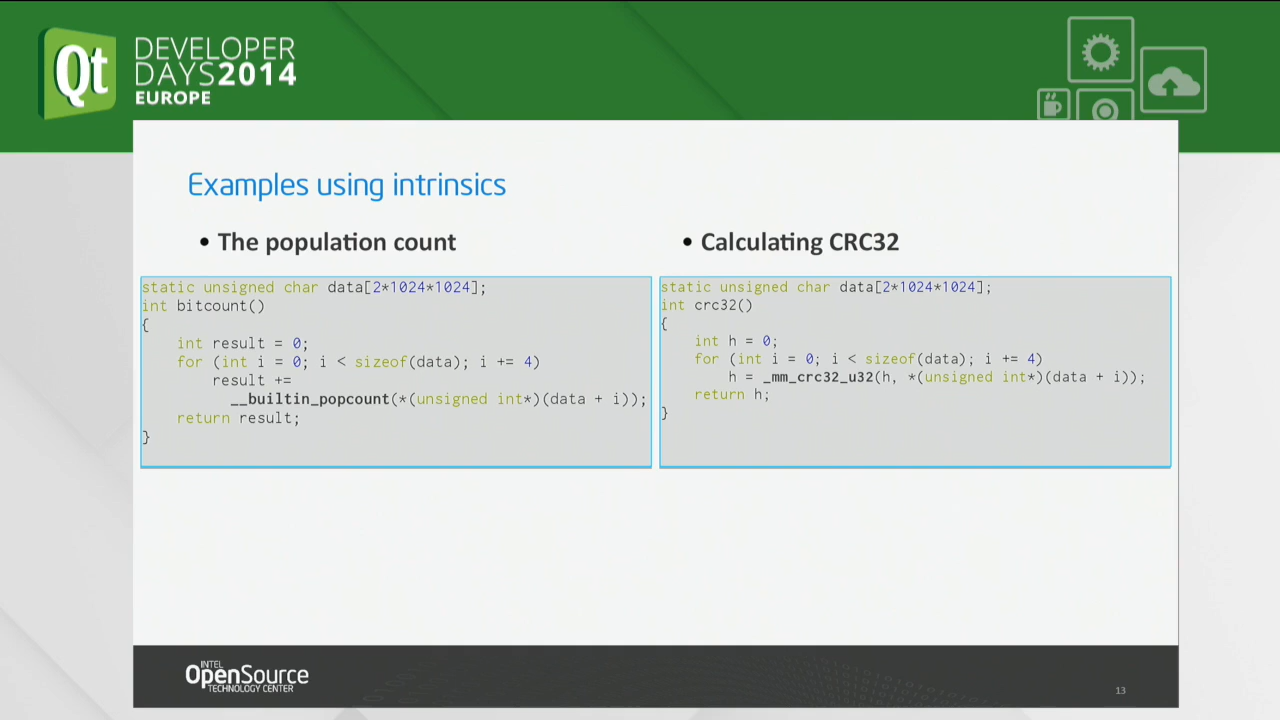 Qt
DEVELOPER
DAYS2014
EUROPE
Examples using intrinsics
• The population count
static unsigned char data[2*1024*1024];
int bitcount()
{
    int result = 0;
    for (int i = 0; i < sizeof(data); i += 4)
        result +=
          __builtin_popcount(*(unsigned int*)(data + i));
    return result;
}
• Calculating CRC32
static unsigned char data[2*1024*1024];
int crc32()
{
    int h = 0;
    for (int i = 0; i < sizeof(data); i += 4)
        h = _mm_crc32_u32(h, *(unsigned int*)(data + i));
    return h;
}
INTEL
OpenSource
TECHNOLOGY CENTER
13